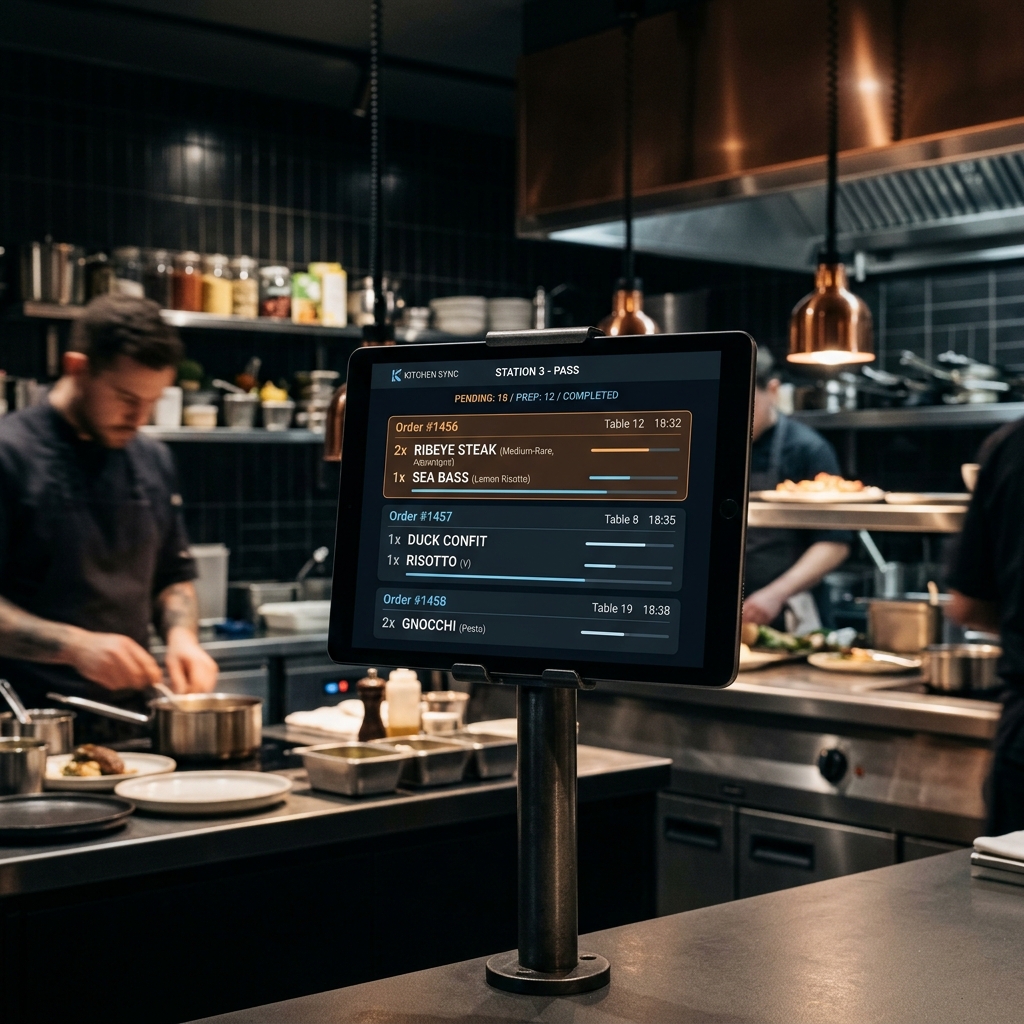 KITCHEN SYNC
STATION 3 - PASS
PENDING: 18 / PREP: 12 / COMPLETED
Order #1456 Table 12 18:32
2x RIBEYE STEAK (Medium-Rare,
1x SEA BASS (Lemon Risotte)
Order #1457 Table 8 18:35
1x DUCK CONFIT
1x RISOTTO (V)
Order #1458 Table 19 18:38
2x GNOCCHI (Pesto)